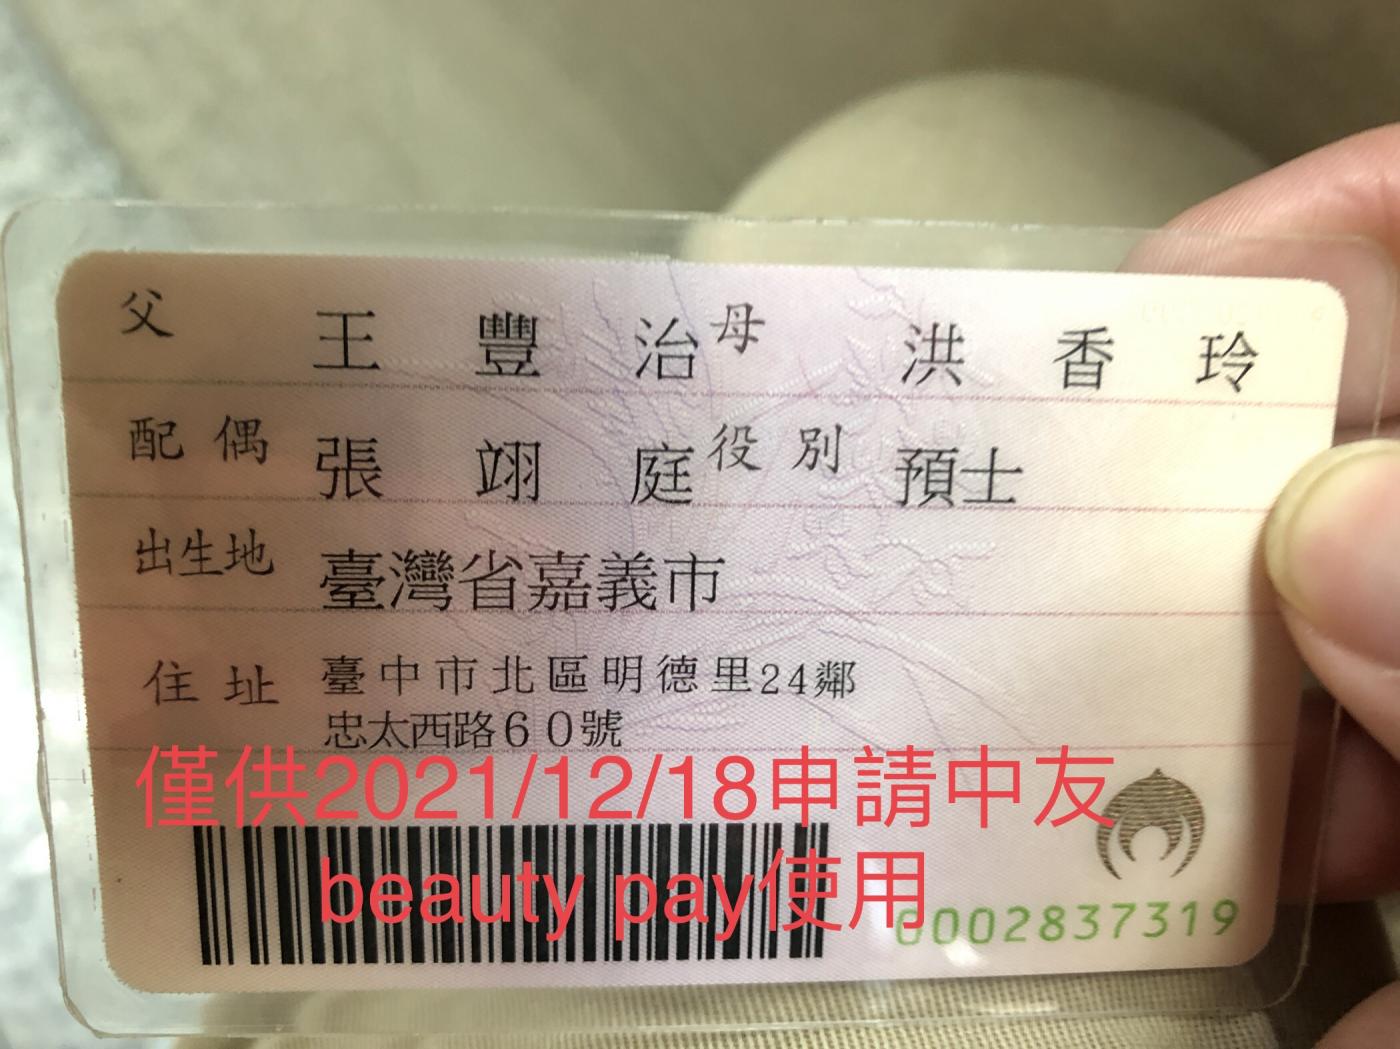 父 王豐治 母 洪香玲
配偶 張翊庭 役別 預士
出生地 臺灣省嘉義市
住址 臺中市北區明德里24鄰
忠太西路60號
僅供2021/12/18申請中友
beauty pay使用
0002837319